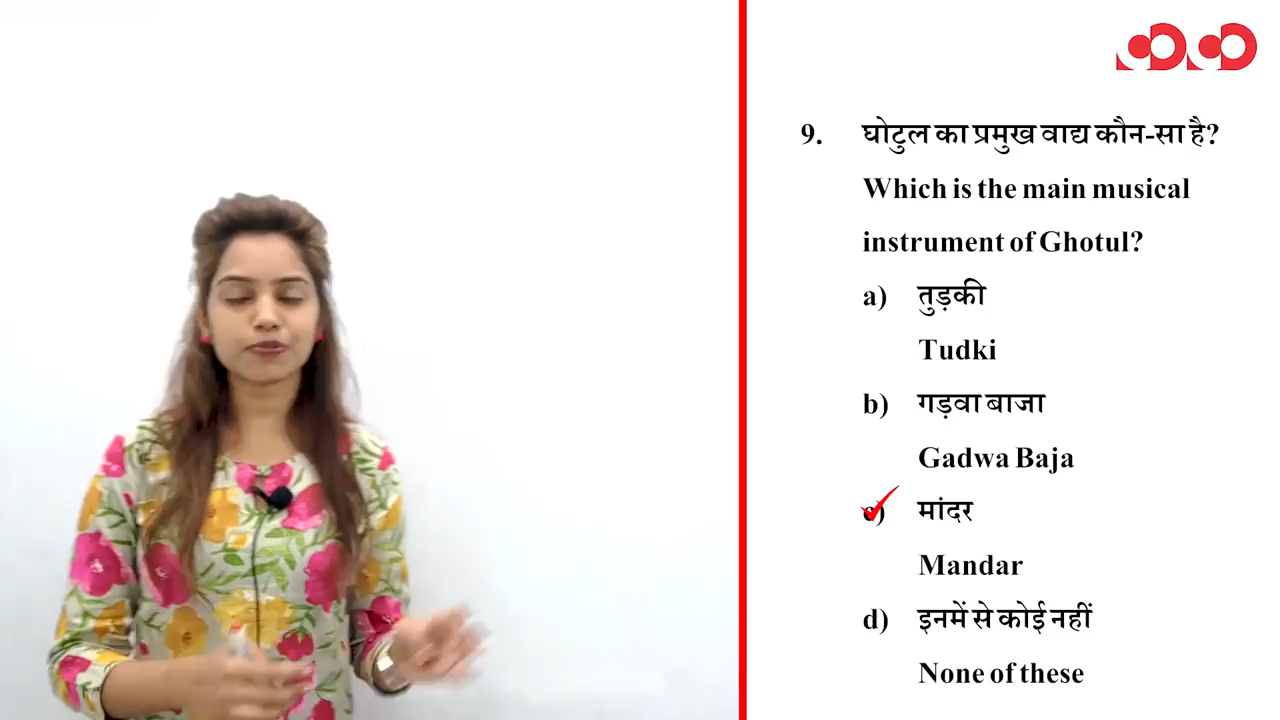 9. घोटुल का प्रमुख वाद्य कौन-सा है?
Which is the main musical
instrument of Ghotul?
a) तुड़की
Tudki
b) गड़वा बाजा
Gadwa Baja
c) मांदर
Mandar
d) इनमें से कोई नहीं
None of these